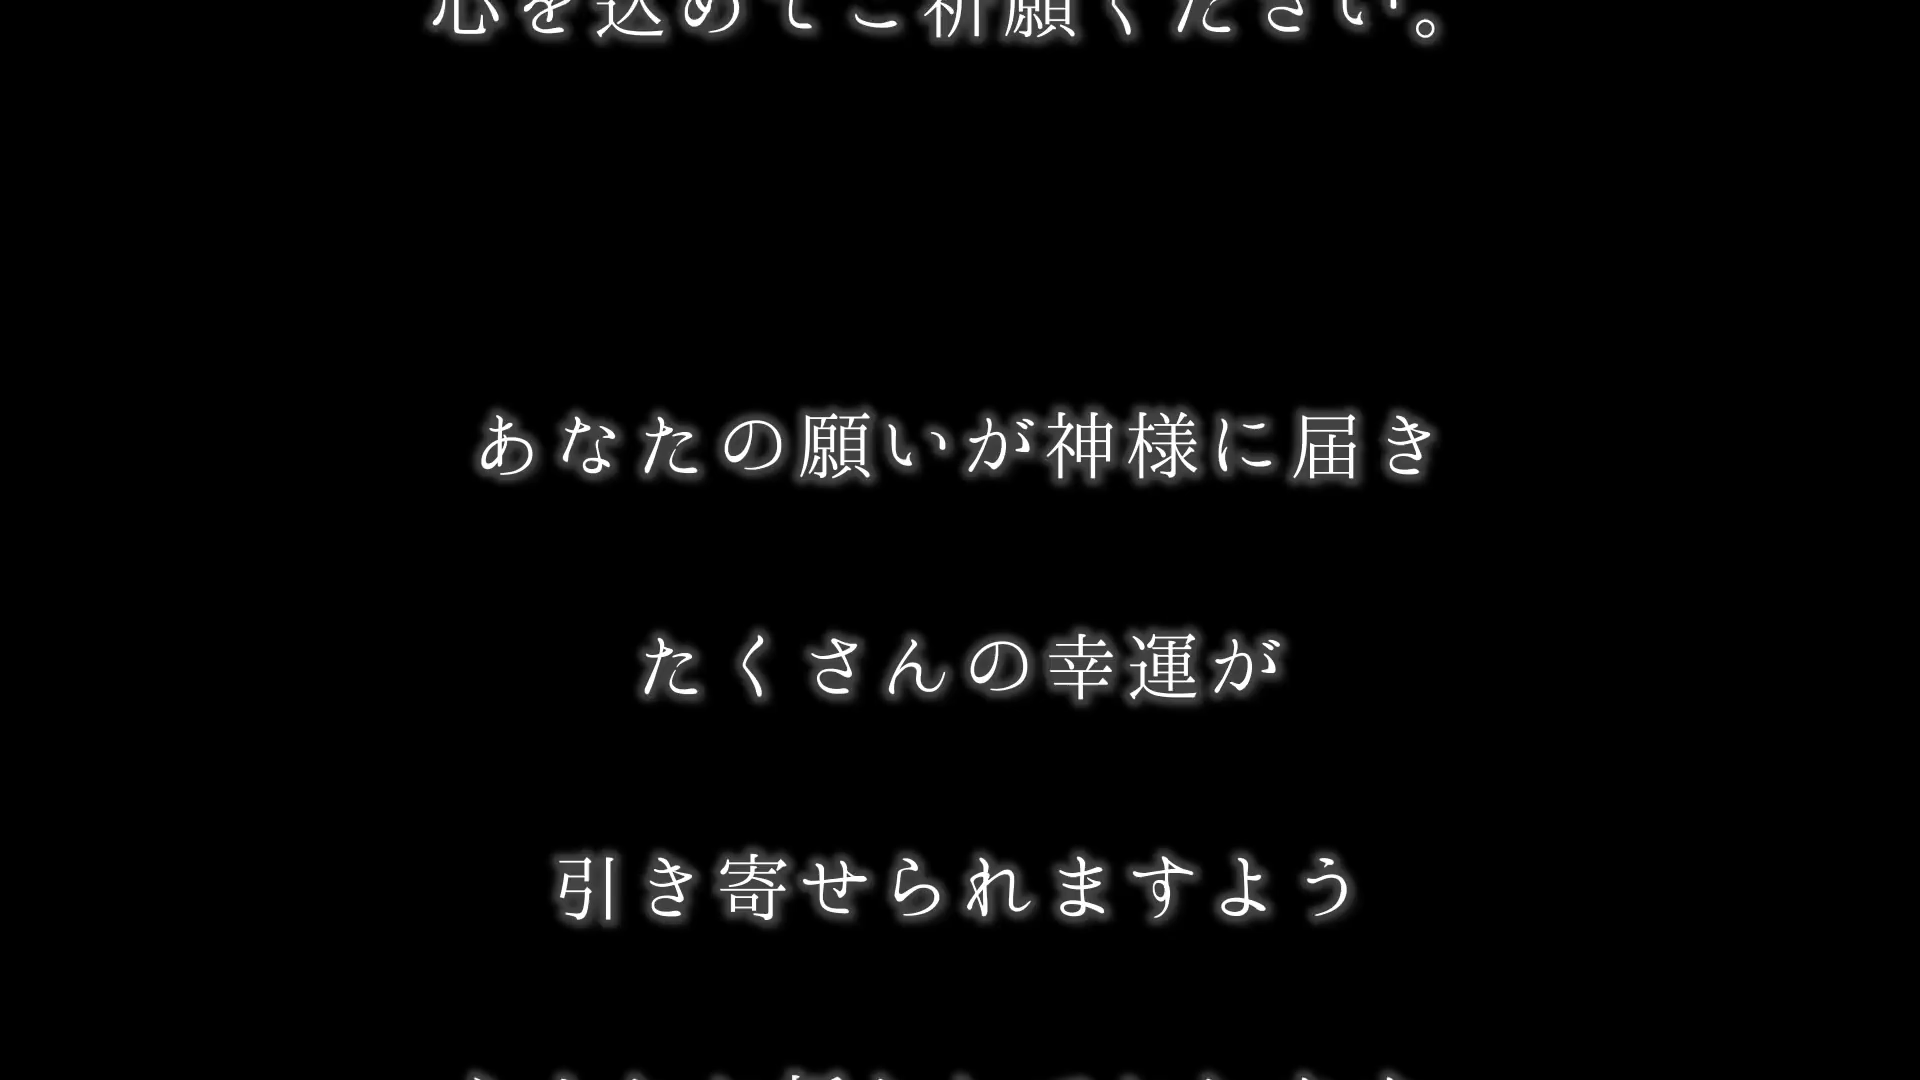 心を込めてご祈願ください。
あなたの願いが神様に届き
たくさんの幸運が
引き寄せられますよう